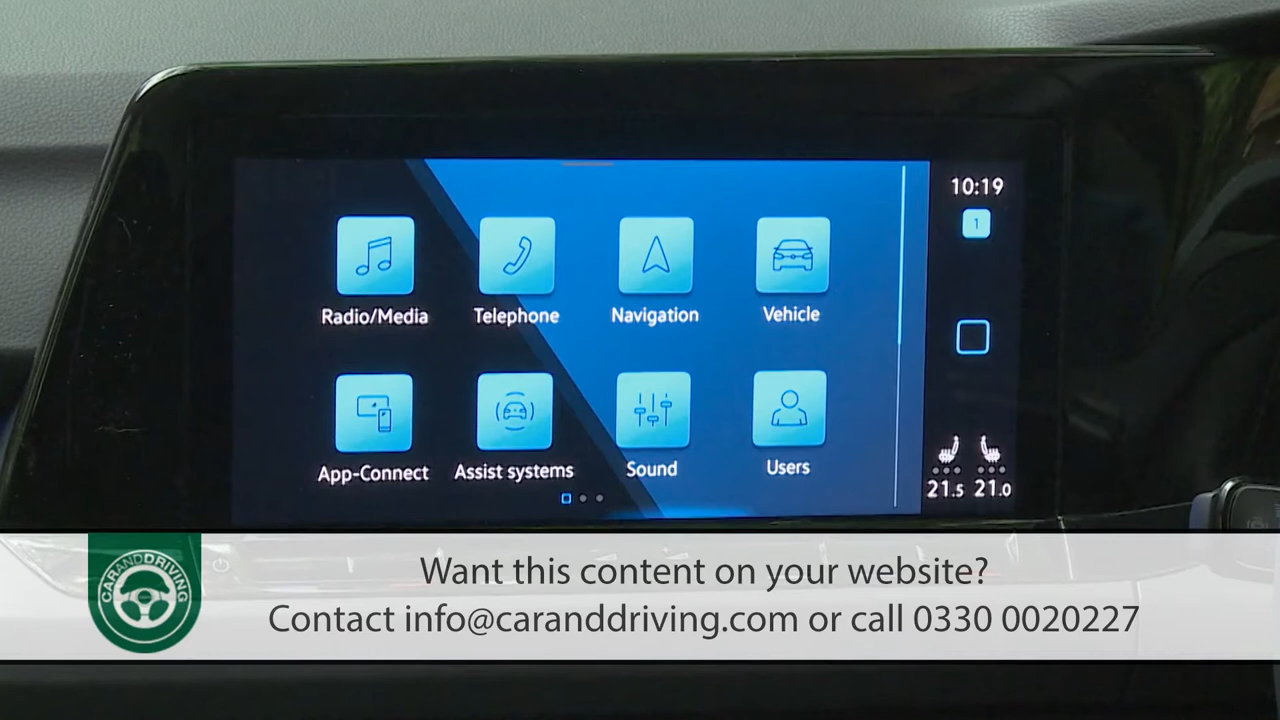 10:19
1
Radio/Media
Telephone
Navigation
Vehicle
App-Connect
Assist systems
Sound
Users
21.5 21.0
CARANDDRIVING
Want this content on your website?
Contact info@caranddriving.com or call 0330 0020227